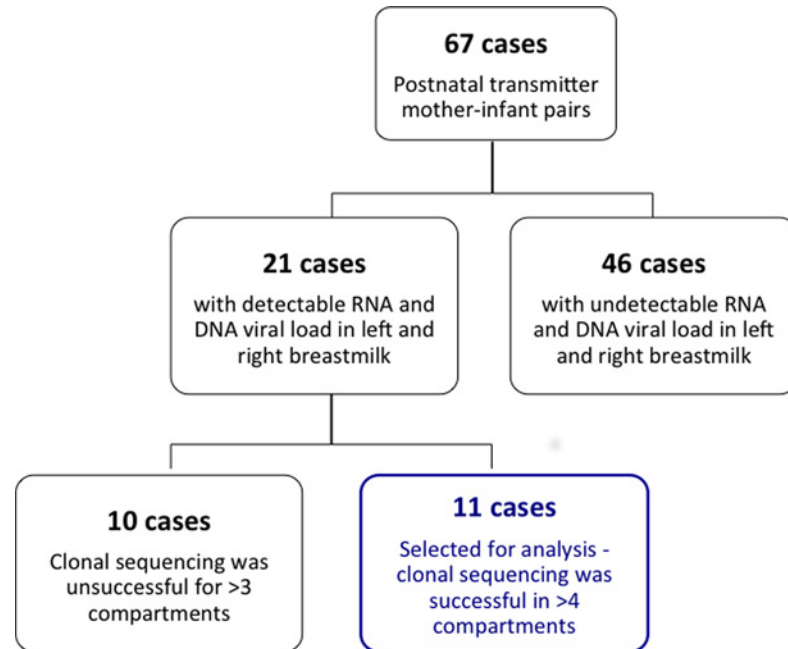 67 cases
Postnatal transmitter
mother-infant pairs
21 cases
with detectable RNA and
DNA viral load in left and
right breastmilk
46 cases
with undetectable RNA
and DNA viral load in left
and right breastmilk
10 cases
Clonal sequencing was
unsuccessful for >3
compartments
11 cases
Selected for analysis -
clonal sequencing was
successful in >4
compartments